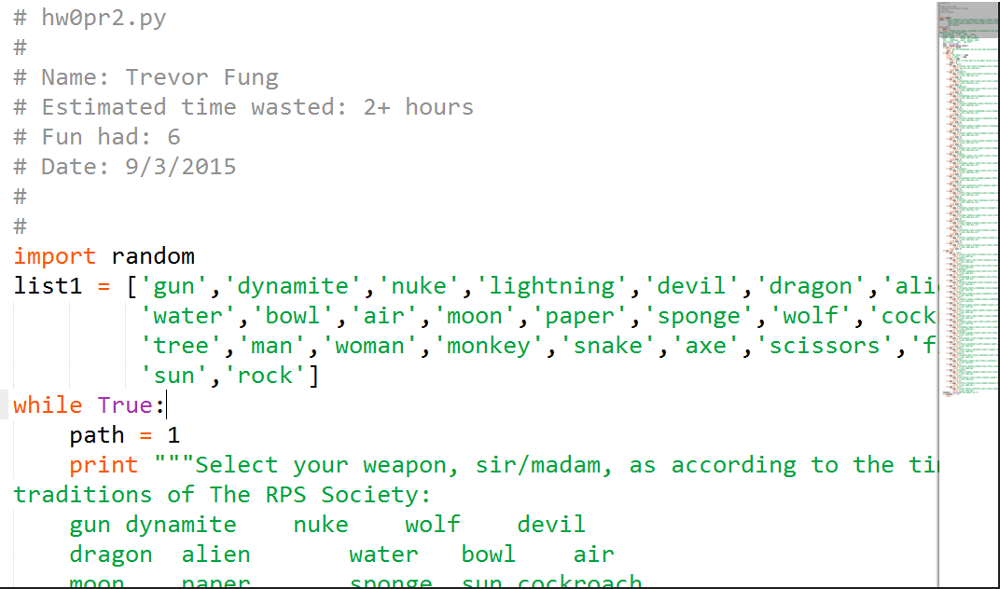 # hw0pr2.py
#
# Name: Trevor Fung
# Estimated time wasted: 2+ hours
# Fun had: 6
# Date: 9/3/2015
#
#
import random
list1 = ['gun','dynamite','nuke','lightning','devil','dragon','ali
'water','bowl','air','moon','paper','sponge','wolf','cock
'tree','man','woman','monkey','snake','axe','scissors','f
'sun','rock']
while True:
path = 1
print """Select your weapon, sir/madam, as according to the ti
traditions of The RPS Society:
gun dynamite    nuke    wolf    devil
dragon  alien       water   bowl    air
moon    paper       sponge  sun cockroach